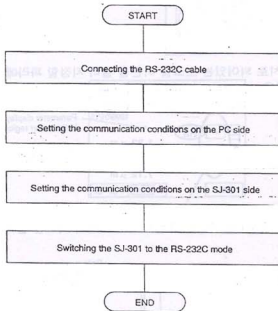 START
Connecting the RS-232C cable
Setting the communication conditions on the PC side
Setting the communication conditions on the SJ-301 side
Switching the SJ-301 to the RS-232C mode
END